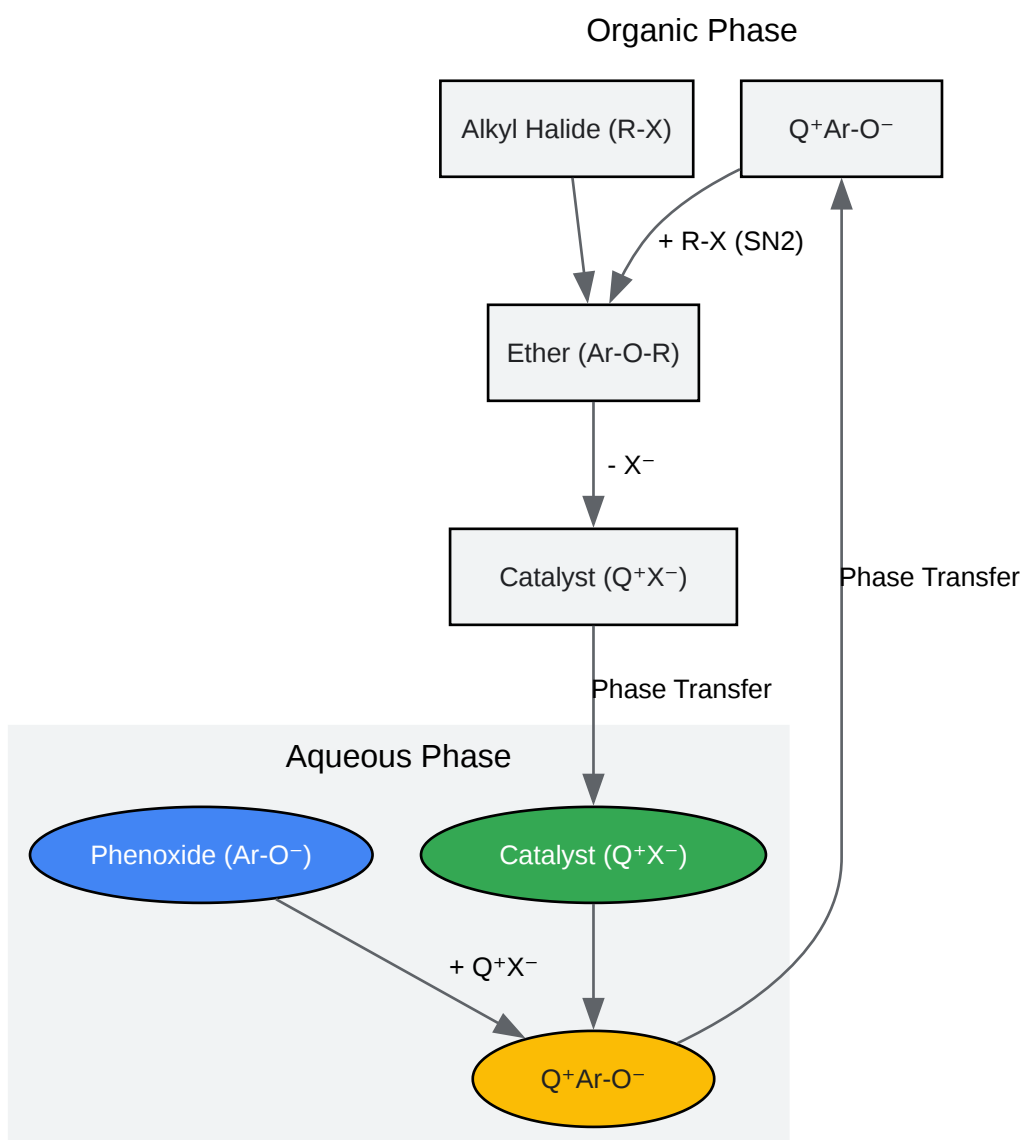 Organic Phase
Alkyl Halide (R-X)
Q⁺Ar-O⁻
+ R-X (SN2)
Ether (Ar-O-R)
- X⁻
Catalyst (Q⁺X⁻)
Phase Transfer
Phase Transfer
Aqueous Phase
Phenoxide (Ar-O⁻)
Catalyst (Q⁺X⁻)
+ Q⁺X⁻
Q⁺Ar-O⁻